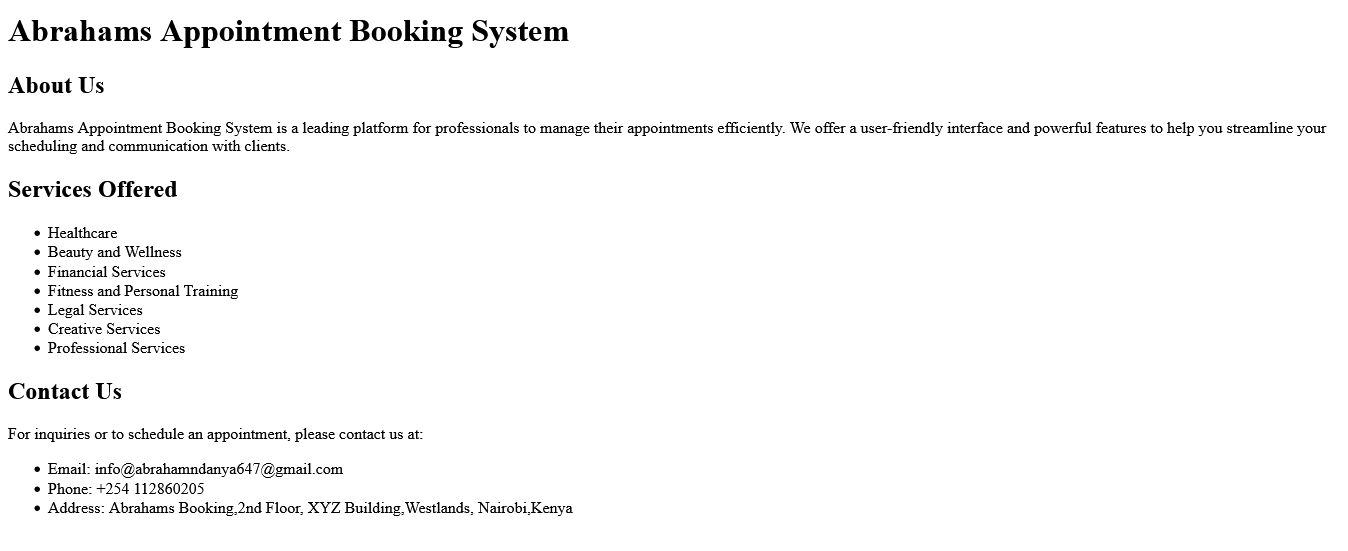 Abrahams Appointment Booking System
About Us
Abrahams Appointment Booking System is a leading platform for professionals to manage their appointments efficiently. We offer a user-friendly interface and powerful features to help you streamline your
scheduling and communication with clients.
Services Offered
• Healthcare
• Beauty and Wellness
• Financial Services
• Fitness and Personal Training
• Legal Services
• Creative Services
• Professional Services
Contact Us
For inquiries or to schedule an appointment, please contact us at:
• Email: info@abrahamndanya647@gmail.com
• Phone: +254 112860205
• Address: Abrahams Booking,2nd Floor, XYZ Building,Westlands, Nairobi,Kenya